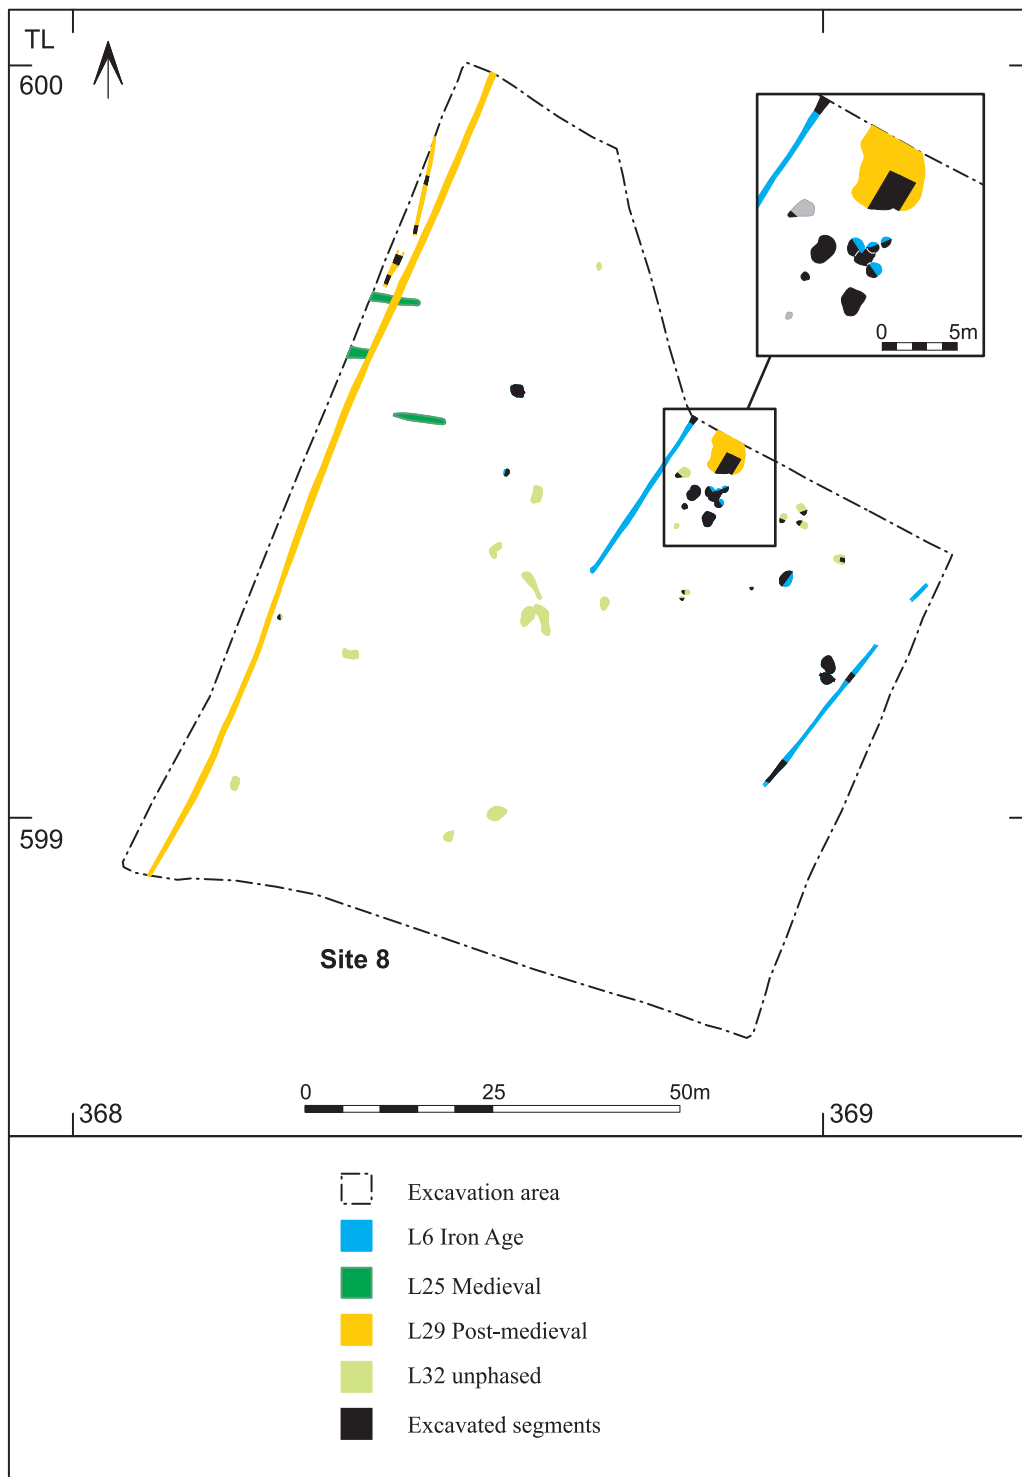 TL
600
0 5m
599
Site 8
0 25 50m
368 369
Excavation area
L6 Iron Age
L25 Medieval
L29 Post-medieval
L32 unphased
Excavated segments